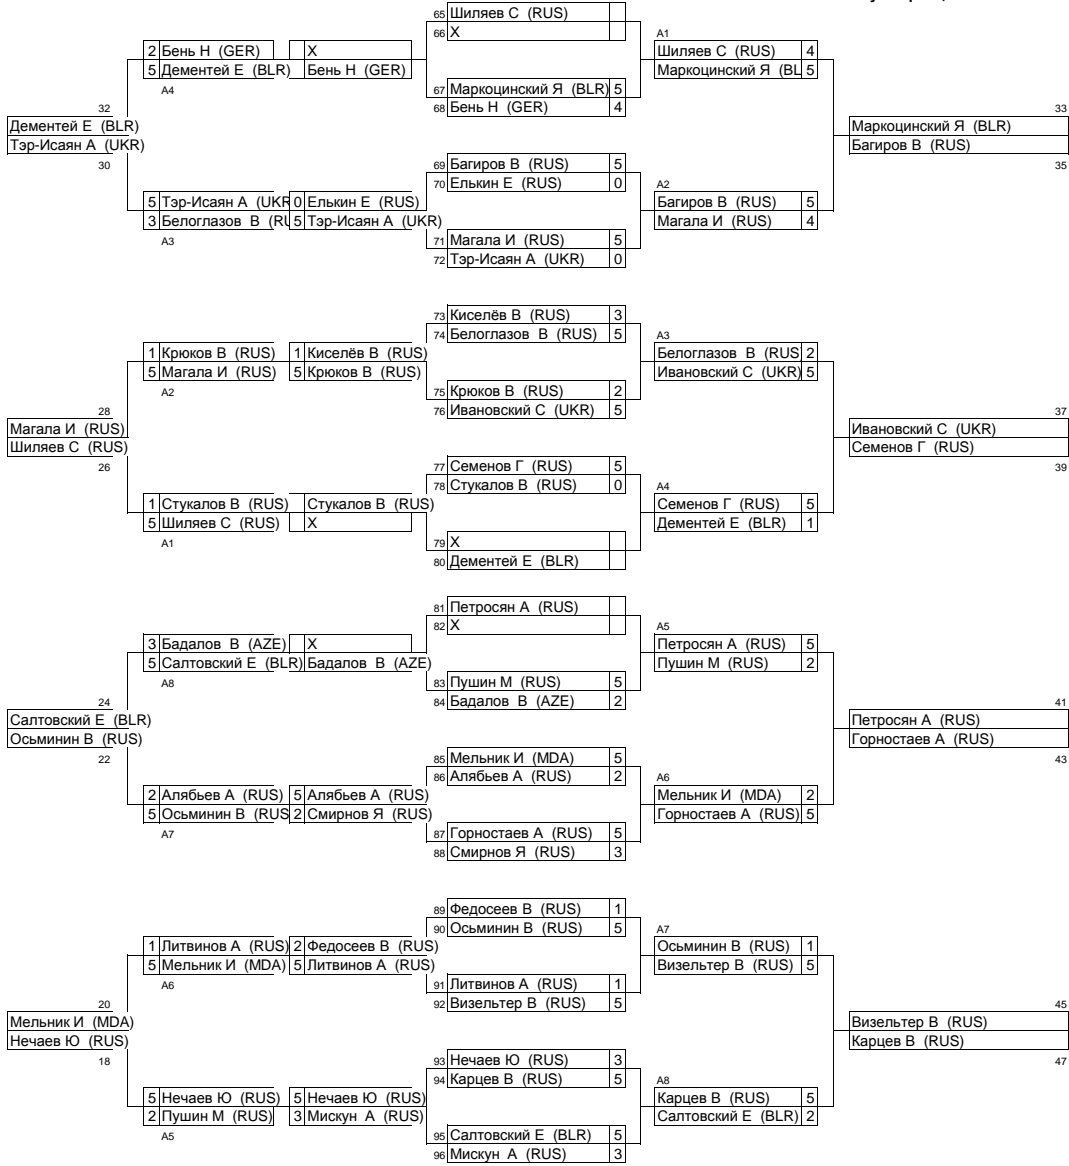 65 Шиляев С (RUS)
66 X
A1
2 Бень Н (GER) X Шиляев С (RUS) 4
5 Дементей Е (BLR) Бень Н (GER) Маркоцинский Я (BL 5
A4 67 Маркоцинский Я (BLR) 5
32 68 Бень Н (GER) 4 33
Дементей Е (BLR) Маркоцинский Я (BLR)
Тэр-Исаян А (UKR) Багиров В (RUS)
30 69 Багиров В (RUS) 5 35
70 Елькин Е (RUS) 0 A2
5 Тэр-Исаян А (UKR 0 Елькин Е (RUS) Багиров В (RUS) 5
3 Белоглазов В (RU 5 Тэр-Исаян А (UKR) Магала И (RUS) 4
A3 71 Магала И (RUS) 5
72 Тэр-Исаян А (UKR) 0
73 Киселёв В (RUS) 3
74 Белоглазов В (RUS) 5 A3
1 Крюков В (RUS) 1 Киселёв В (RUS) Белоглазов В (RUS 2
5 Магала И (RUS) 5 Крюков В (RUS) Ивановский С (UKR) 5
A2 75 Крюков В (RUS) 2
28 76 Ивановский С (UKR) 5 37
Магала И (RUS) Ивановский С (UKR)
Шиляев С (RUS) Семенов Г (RUS)
26 77 Семенов Г (RUS) 5 39
78 Стукалов В (RUS) 0 A4
1 Стукалов В (RUS) Стукалов В (RUS) Семенов Г (RUS) 5
5 Шиляев С (RUS) X Дементей Е (BLR) 1
A1 79 X
80 Дементей Е (BLR)
81 Петросян А (RUS)
82 X A5
3 Бадалов В (AZE) X Петросян А (RUS) 5
5 Салтовский Е (BLR) Бадалов В (AZE) Пушин М (RUS) 2
A8 83 Пушин М (RUS) 5
24 84 Бадалов В (AZE) 2 41
Салтовский Е (BLR) Петросян А (RUS)
Осьминин В (RUS) Горностаев А (RUS)
22 85 Мельник И (MDA) 5 43
86 Алябьев А (RUS) 2 A6
2 Алябьев А (RUS) 5 Алябьев А (RUS) Мельник И (MDA) 2
5 Осьминин В (RUS 2 Смирнов Я (RUS) Горностаев А (RUS) 5
A7 87 Горностаев А (RUS) 5
88 Смирнов Я (RUS) 3
89 Федосеев В (RUS) 1
90 Осьминин В (RUS) 5 A7
1 Литвинов А (RUS) 2 Федосеев В (RUS) Осьминин В (RUS) 1
5 Мельник И (MDA) 5 Литвинов А (RUS) Визельтер В (RUS) 5
A6 91 Литвинов А (RUS) 1
20 92 Визельтер В (RUS) 5 45
Мельник И (MDA) Визельтер В (RUS)
Нечаев Ю (RUS) Карцев В (RUS)
18 93 Нечаев Ю (RUS) 3 47
94 Карцев В (RUS) 5 A8
5 Нечаев Ю (RUS) 5 Нечаев Ю (RUS) Карцев В (RUS) 5
2 Пушин М (RUS) 3 Мискун А (RUS) Салтовский Е (BLR) 2
A5 95 Салтовский Е (BLR) 5
96 Мискун А (RUS) 3